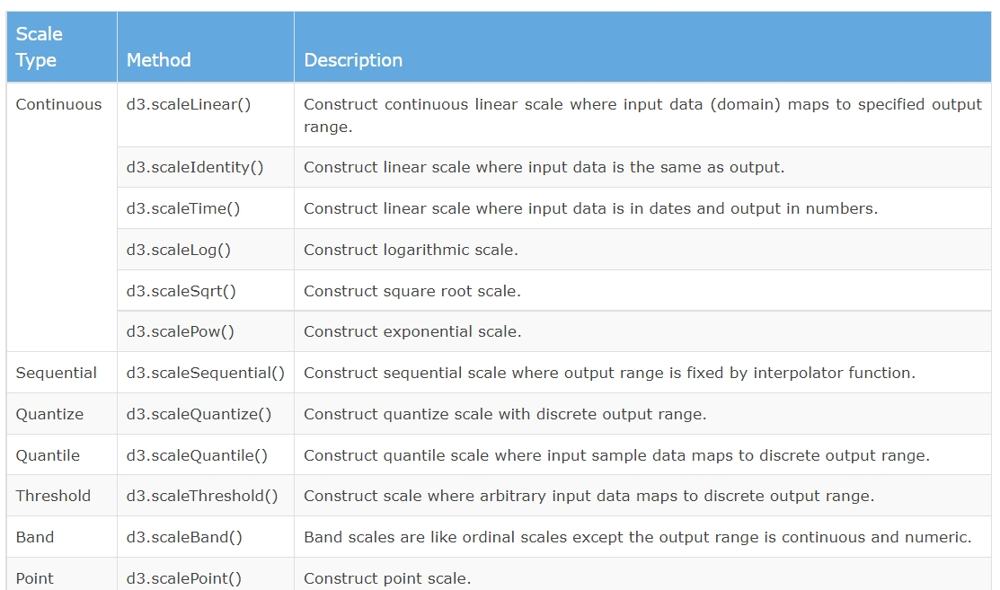 Scale
Type
Method
Description
Continuous
d3.scaleLinear()
Construct continuous linear scale where input data (domain) maps to specified output
range.
d3.scaleIdentity()
Construct linear scale where input data is the same as output.
d3.scaleTime()
Construct linear scale where input data is in dates and output in numbers.
d3.scaleLog()
Construct logarithmic scale.
d3.scaleSqrt()
Construct square root scale.
d3.scalePow()
Construct exponential scale.
Sequential
d3.scaleSequential()
Construct sequential scale where output range is fixed by interpolator function.
Quantize
d3.scaleQuantize()
Construct quantize scale with discrete output range.
Quantile
d3.scaleQuantile()
Construct quantile scale where input sample data maps to discrete output range.
Threshold
d3.scaleThreshold()
Construct scale where arbitrary input data maps to discrete output range.
Band
d3.scaleBand()
Band scales are like ordinal scales except the output range is continuous and numeric.
Point
d3.scalePoint()
Construct point scale.